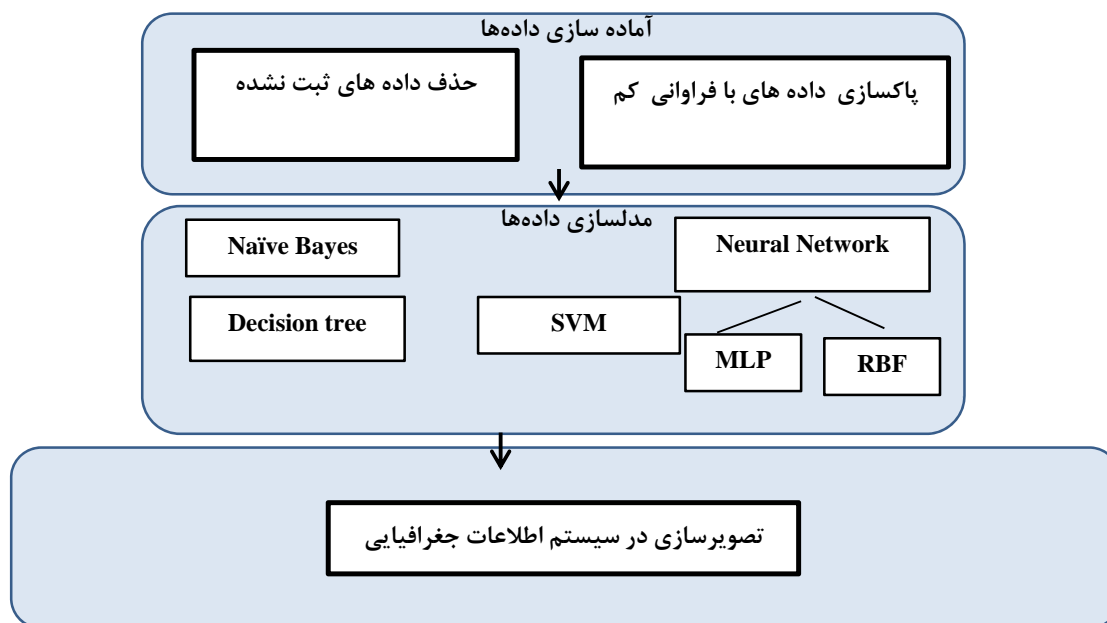 آماده سازی داده‌ها
پاکسازی داده های با فراوانی کم
حذف داده های ثبت نشده
مدلسازی داده‌ها
Neural Network
Naïve Bayes
SVM
Decision tree
MLP
RBF
تصویرسازی در سیستم اطلاعات جغرافیایی